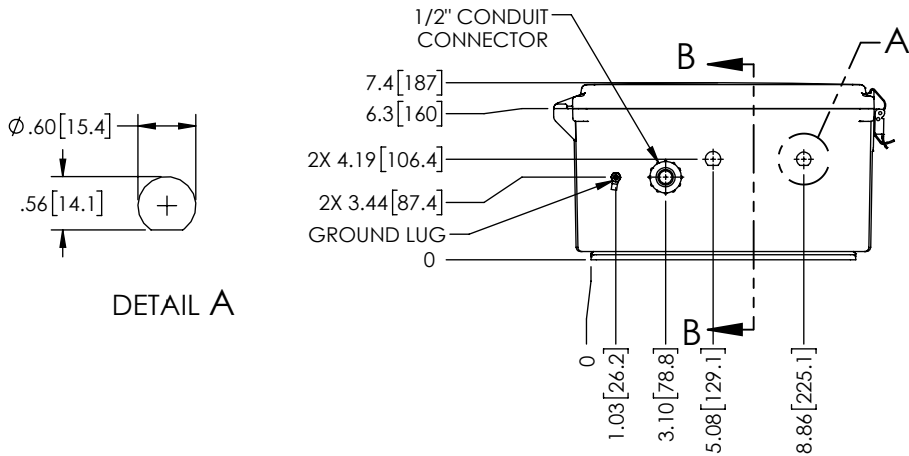 1/2" CONDUIT
CONNECTOR
B
A
7.4[187]
6.3[160]
Ø.60[15.4]
2X 4.19[106.4]
.56[14.1]
2X 3.44[87.4]
GROUND LUG
0
DETAIL A
B
0
1.03[26.2]
3.10[78.8]
5.08[129.1]
8.86[225.1]